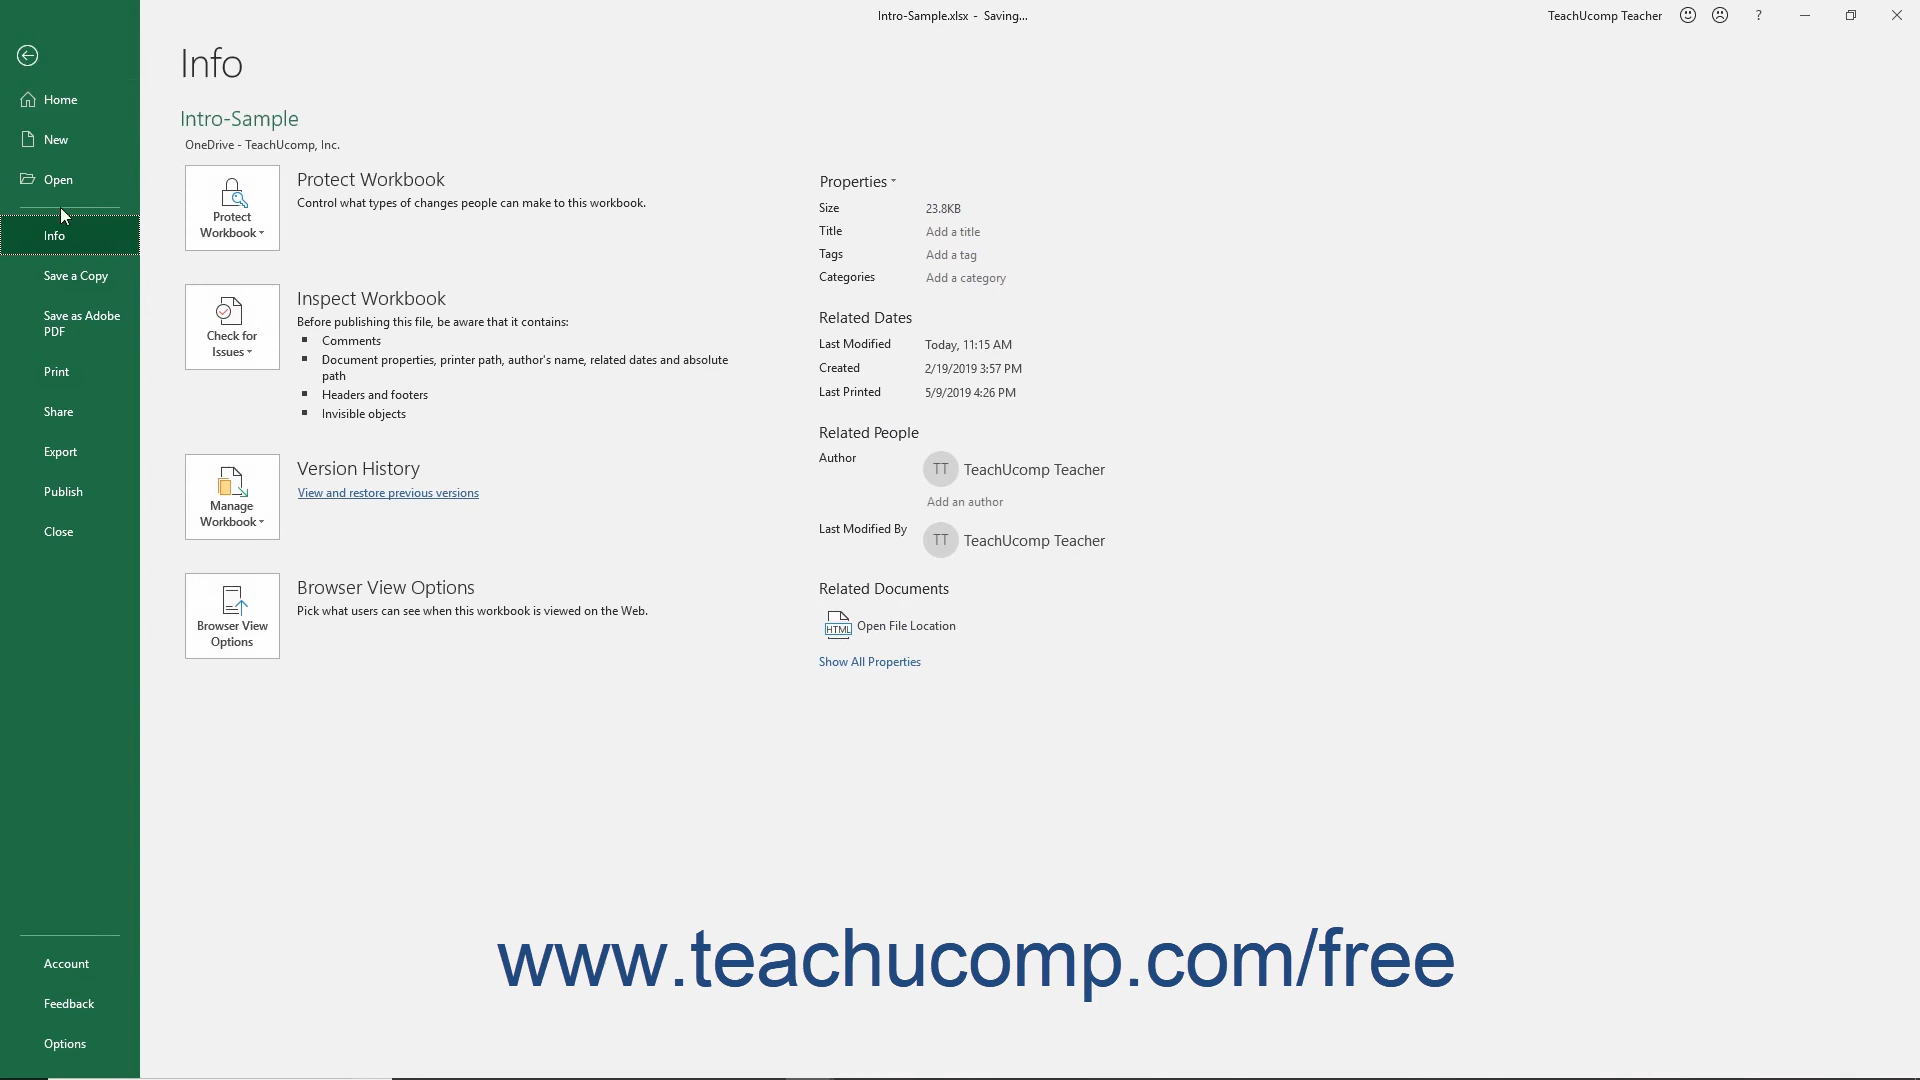 Intro-Sample.xlsx - Saving...
TeachUcomp Teacher
?
Home
New
Open
Info
Save a Copy
Save as Adobe
PDF
Print
Share
Export
Publish
Close
Account
Feedback
Options
Info
Intro-Sample
OneDrive - TeachUcomp, Inc.
Protect
Workbook
Protect Workbook
Control what types of changes people can make to this workbook.
Check for
Issues
Inspect Workbook
Before publishing this file, be aware that it contains:
Comments
Document properties, printer path, author's name, related dates and absolute
path
Headers and footers
Invisible objects
Manage
Workbook
Version History
View and restore previous versions
Browser View
Options
Browser View Options
Pick what users can see when this workbook is viewed on the Web.
Properties
Size 23.8KB
Title Add a title
Tags Add a tag
Categories Add a category
Related Dates
Last Modified Today, 11:15 AM
Created 2/19/2019 3:57 PM
Last Printed 5/9/2019 4:26 PM
Related People
Author TT TeachUcomp Teacher
Add an author
Last Modified By TT TeachUcomp Teacher
Related Documents
HTML Open File Location
Show All Properties
www.teachucomp.com/free